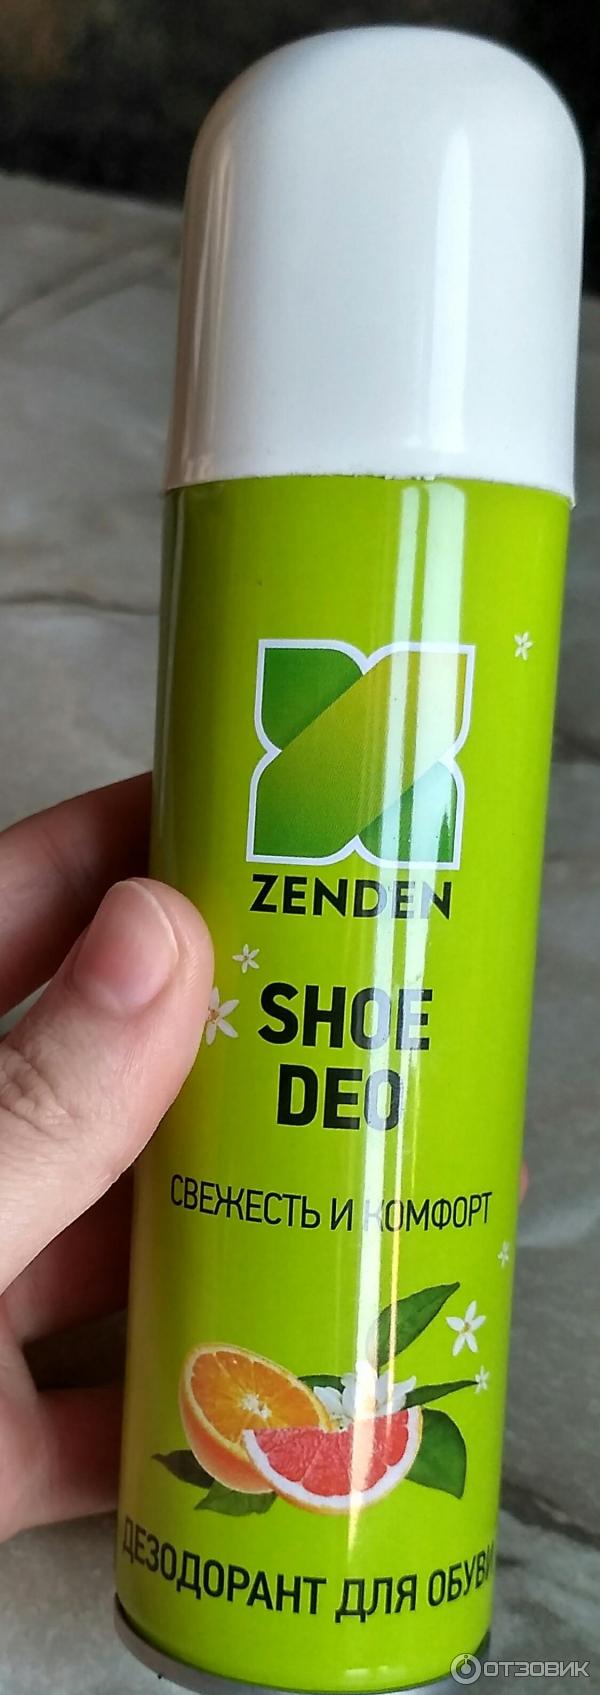 ZENDEN
SHOE
DEO
СВЕЖЕСТЬ И КОМФОРТ
ДЕЗОДОРАНТ ДЛЯ ОБУВИ
ОТЗОВИК